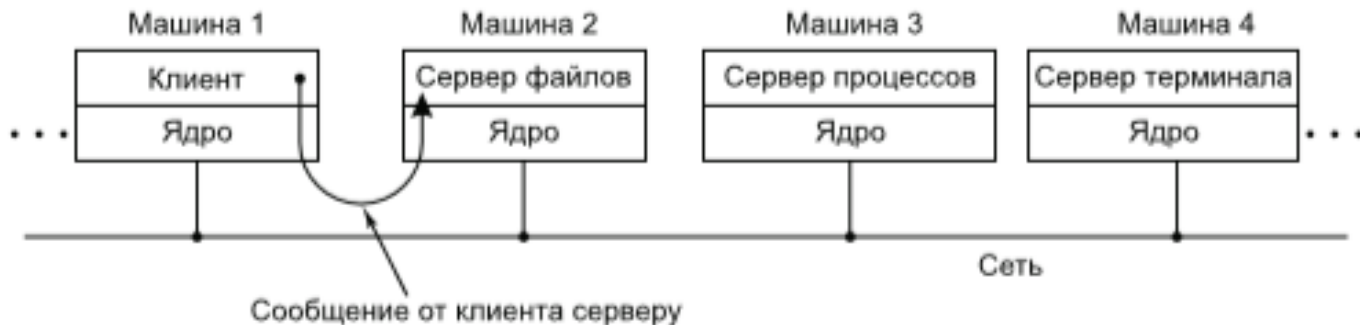 Машина 1
Машина 2
Машина 3
Машина 4
Клиент
Сервер файлов
Сервер процессов
Сервер терминала
Ядро
Ядро
Ядро
Ядро
Сеть
Сообщение от клиента серверу